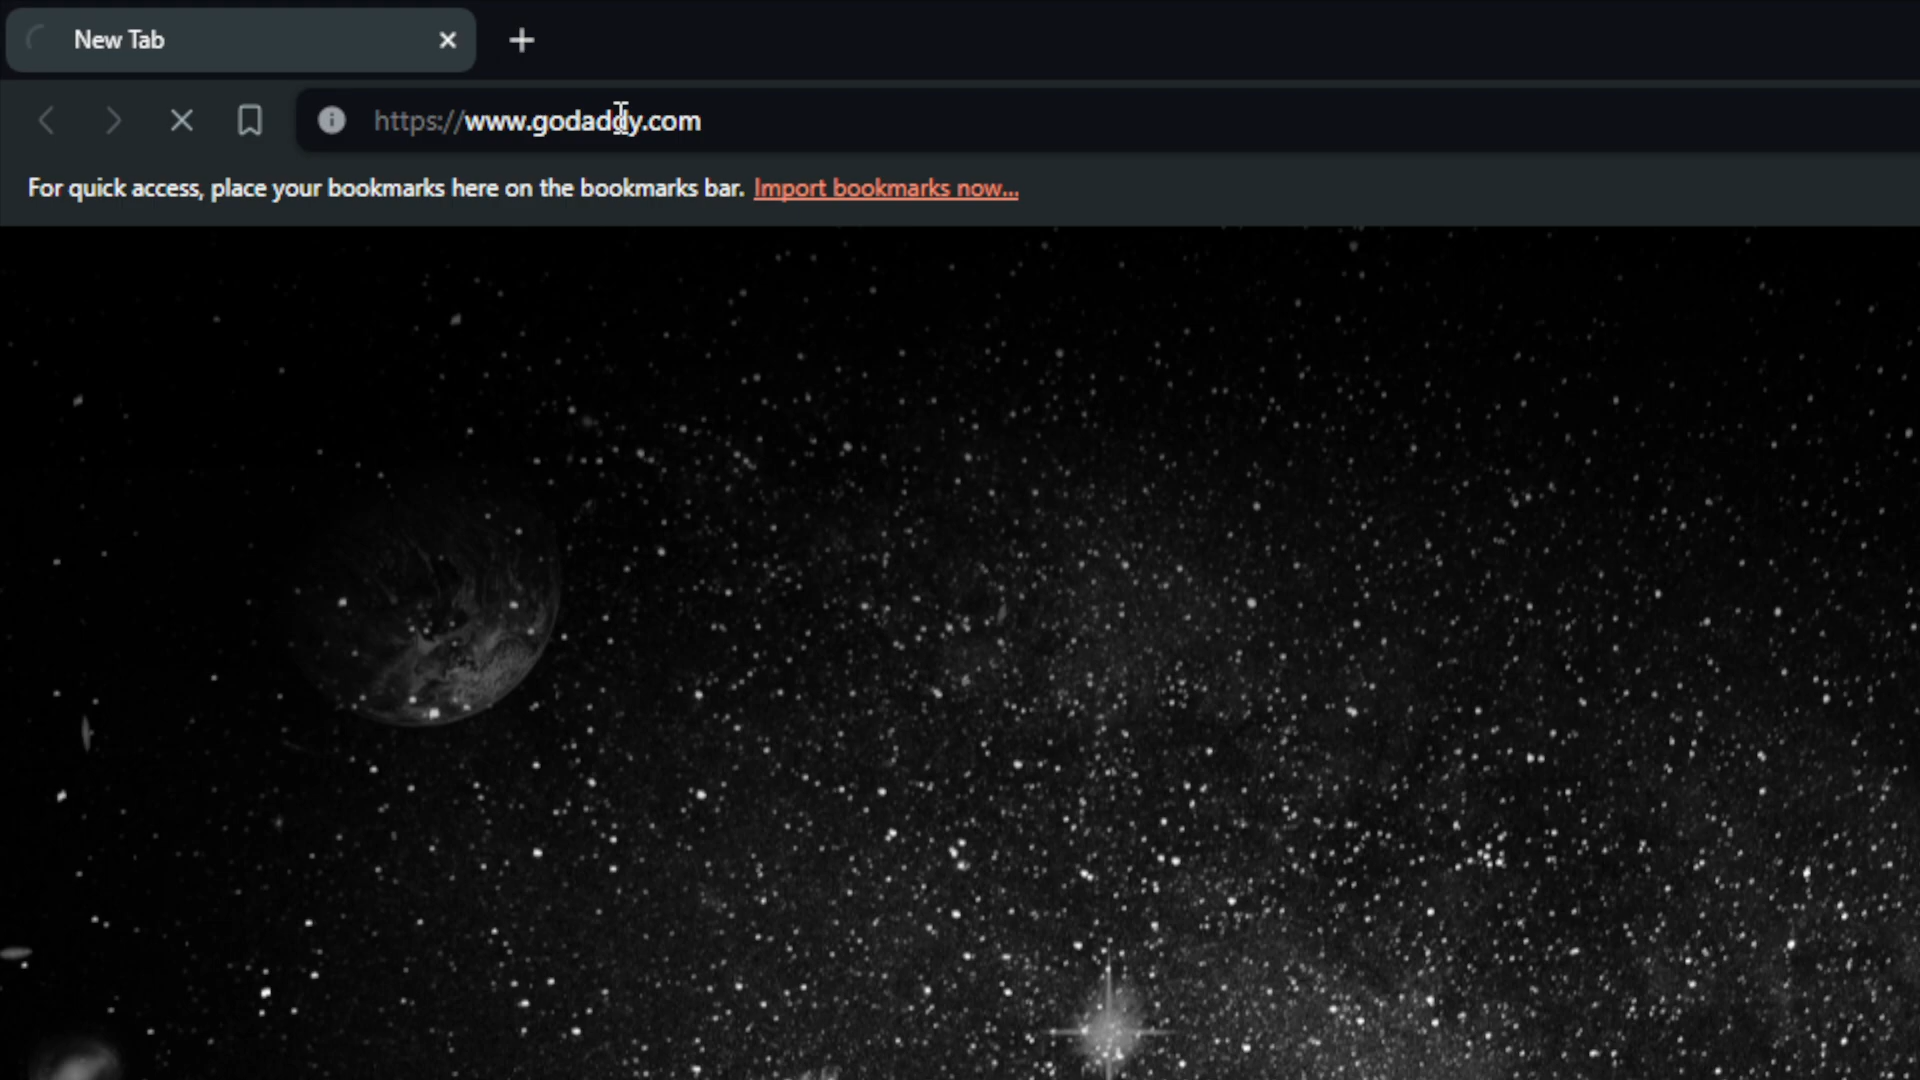 New Tab
https://www.godaddy.com
For quick access, place your bookmarks here on the bookmarks bar. Import bookmarks now...